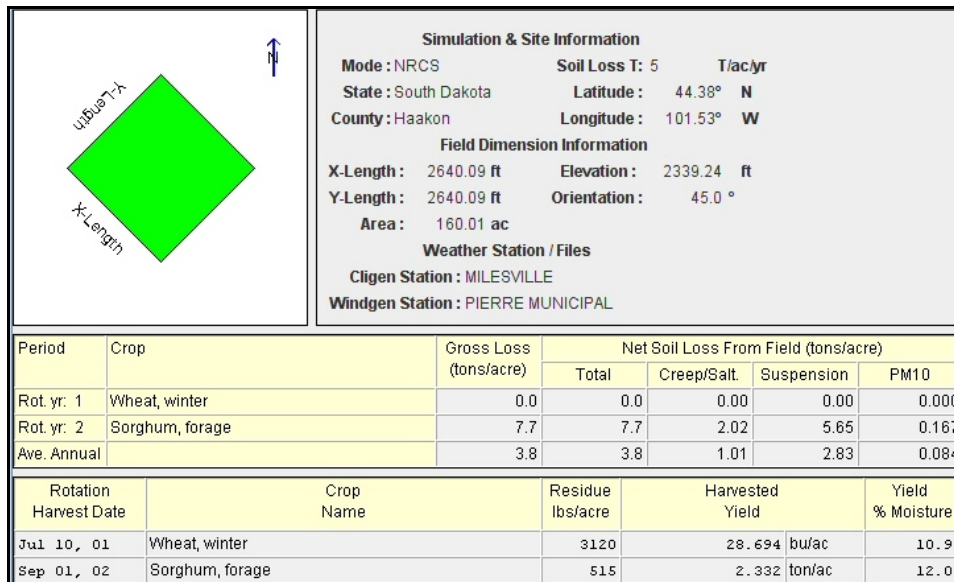 N
Y-Length
X-Length
Simulation & Site Information
Mode : NRCS Soil Loss T: 5 T/ac/yr
State : South Dakota Latitude : 44.38° N
County : Haakon Longitude : 101.53° W
Field Dimension Information
X-Length : 2640.09 ft Elevation : 2339.24 ft
Y-Length : 2640.09 ft Orientation : 45.0 °
Area : 160.01 ac
Weather Station / Files
Cligen Station : MILESVILLE
Windgen Station : PIERRE MUNICIPAL
Period Crop Gross Loss Net Soil Loss From Field (tons/acre)
(tons/acre) Total Creep/Salt. Suspension PM10
Rot. yr: 1 Wheat, winter 0.0 0.0 0.00 0.00 0.000
Rot. yr: 2 Sorghum, forage 7.7 7.7 2.02 5.65 0.167
Ave. Annual 3.8 3.8 1.01 2.83 0.084
Rotation Crop Residue Harvested Yield
Harvest Date Name lbs/acre Yield % Moisture
Jul 10, 01 Wheat, winter 3120 28.694 bu/ac 10.9
Sep 01, 02 Sorghum, forage 515 2.332 ton/ac 12.0